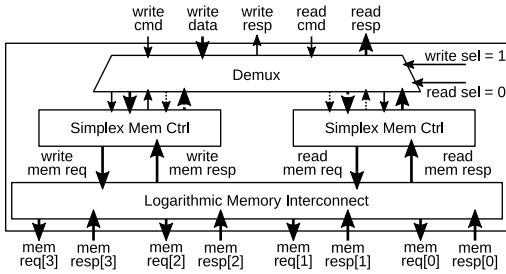 write cmd
write data
write resp
read cmd
read resp
Demux
write sel = 1
read sel = 0
Simplex Mem Ctrl
Simplex Mem Ctrl
write mem req
write mem resp
read mem req
read mem resp
Logarithmic Memory Interconnect
mem req[3]
mem resp[3]
mem req[2]
mem resp[2]
mem req[1]
mem resp[1]
mem req[0]
mem resp[0]